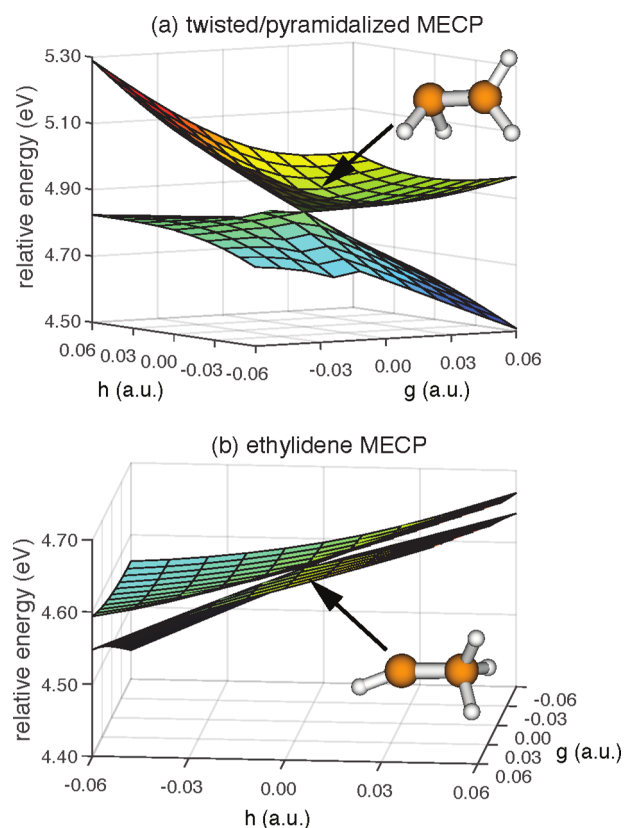 (a) twisted/pyramidalized MECP
5.30
5.10
4.90
4.70
4.50
relative energy (eV)
0.06 0.03 0.00 -0.03 -0.06
h (a.u.)
-0.03 0.00 0.03 0.06
g (a.u.)
(b) ethylidene MECP
4.70
4.60
4.50
4.40
relative energy (eV)
-0.06 -0.03 0.00 0.03 0.06
h (a.u.)
-0.06
-0.03
0.00
0.03
0.06
g (a.u.)